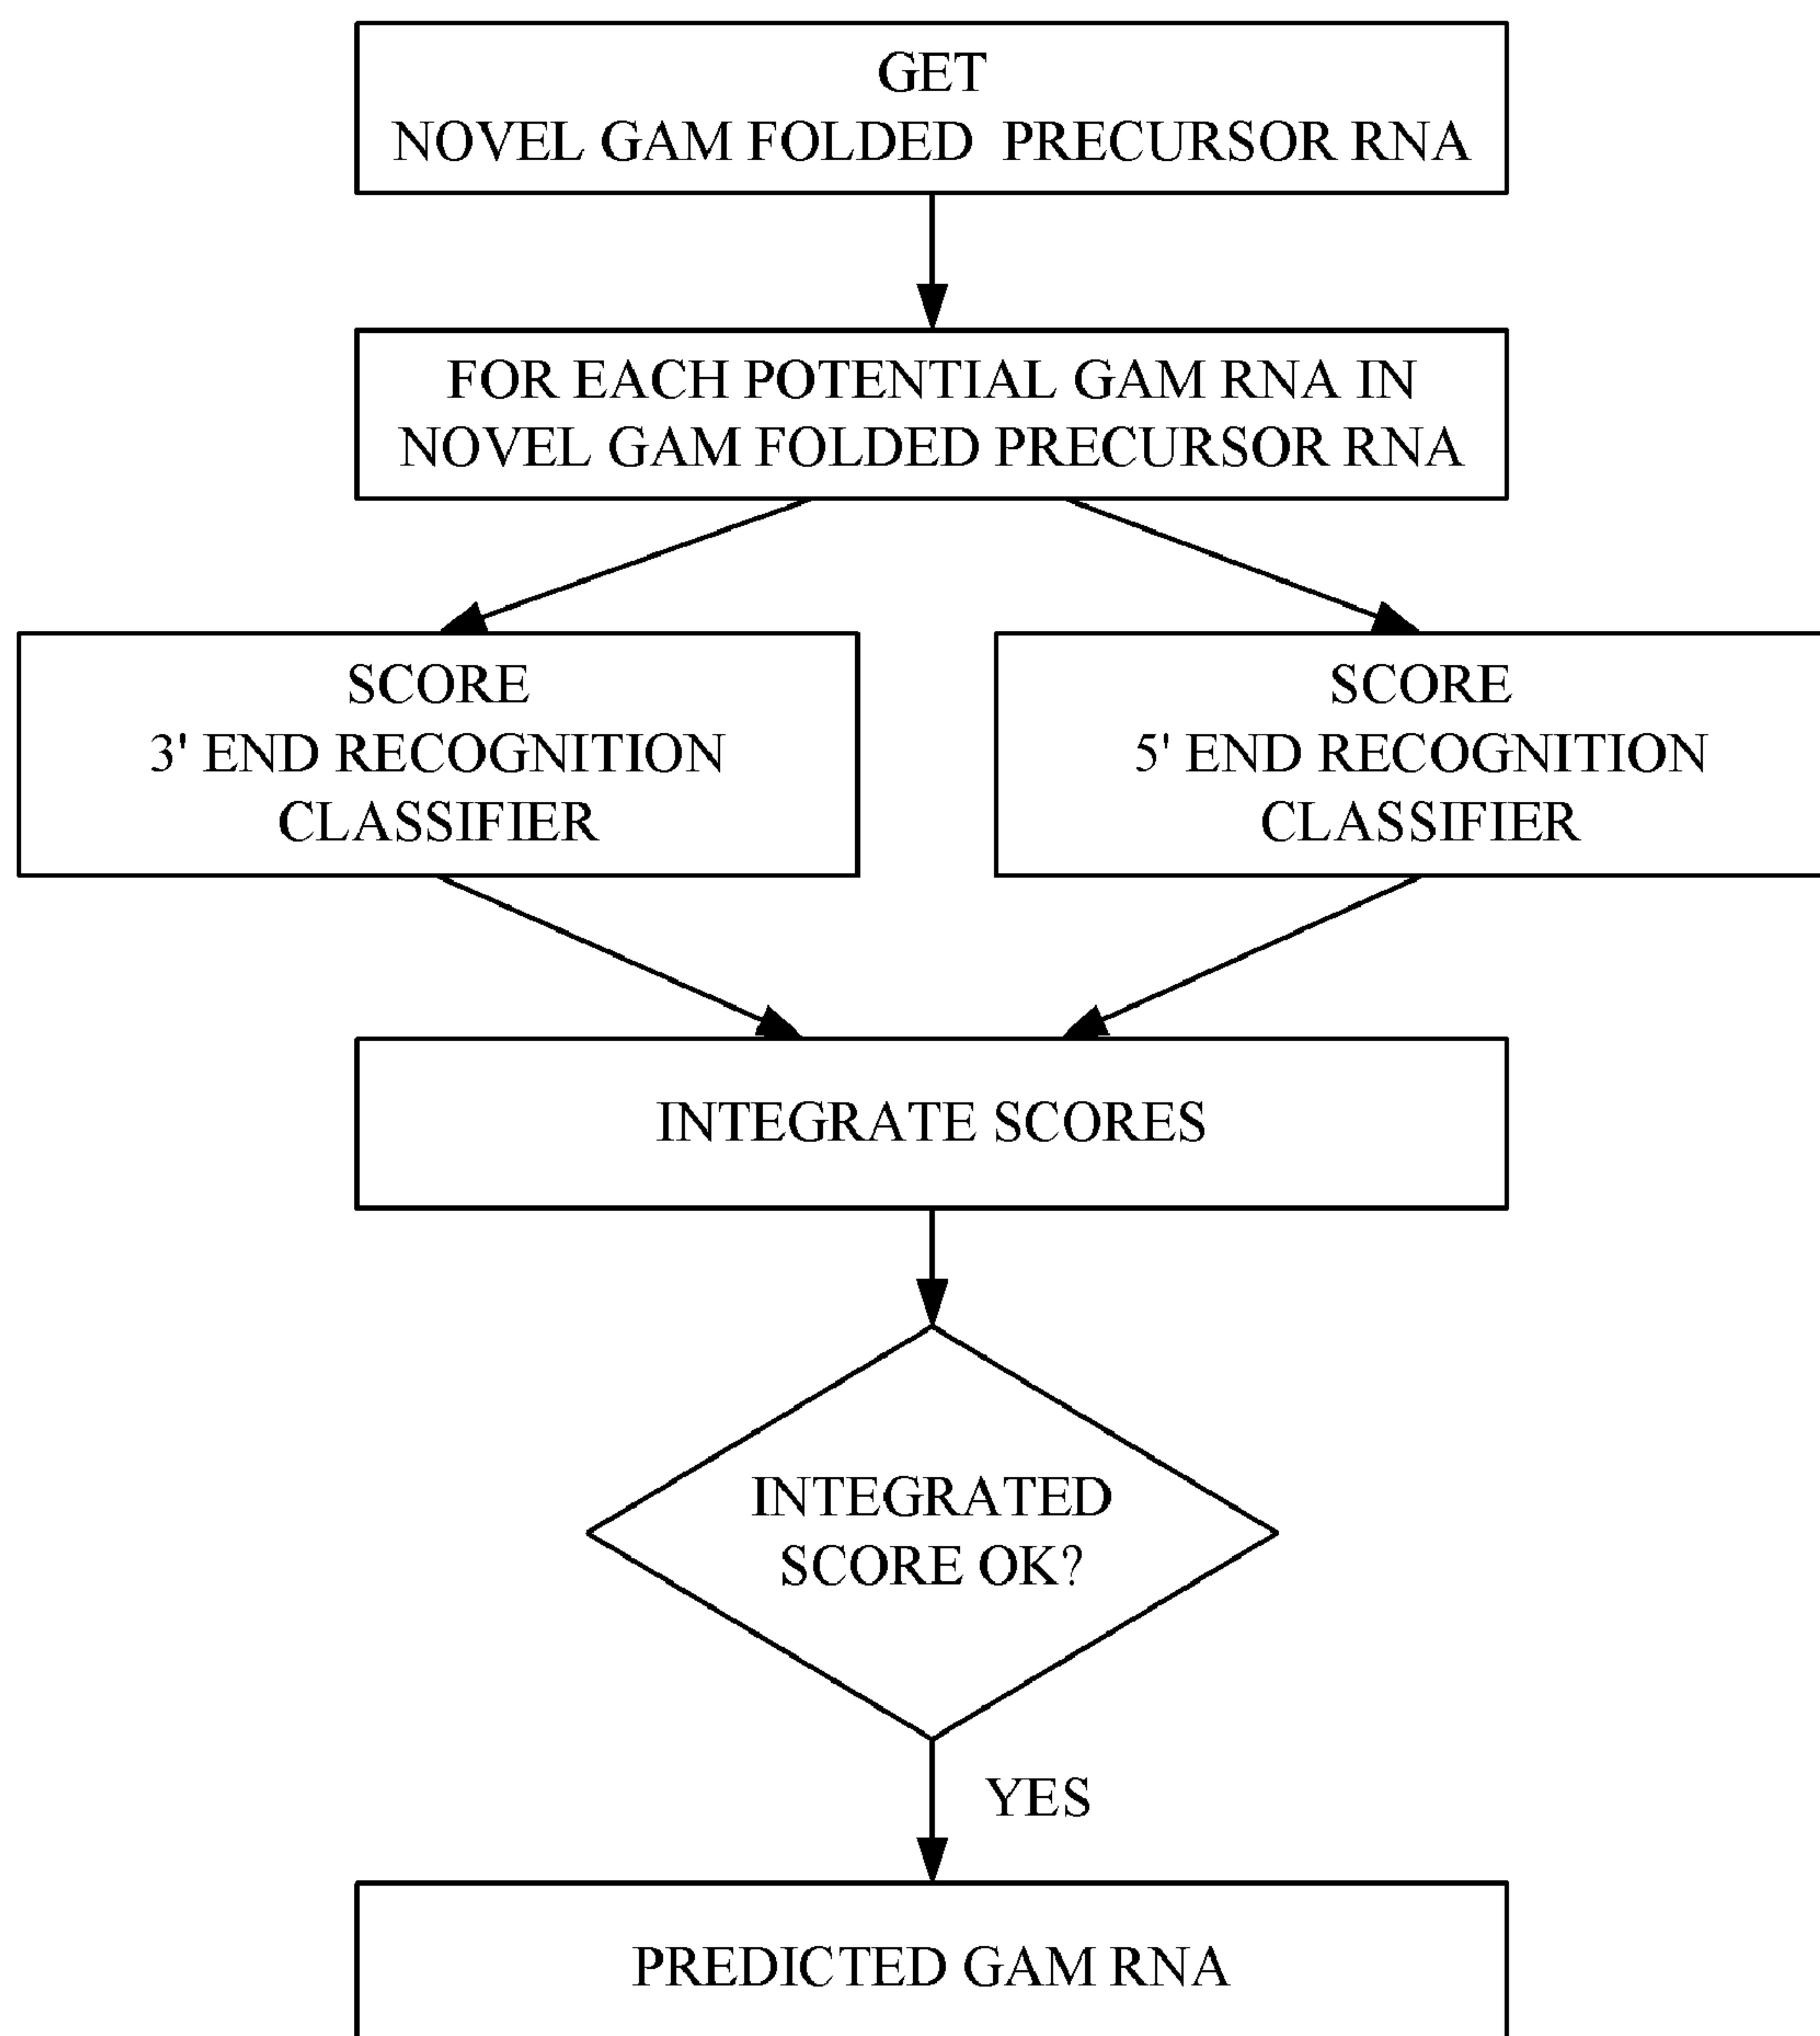 GET
NOVEL GAM FOLDED PRECURSOR RNA
FOR EACH POTENTIAL GAM RNA IN
NOVEL GAM FOLDED PRECURSOR RNA
SCORE
3' END RECOGNITION
CLASSIFIER
SCORE
5' END RECOGNITION
CLASSIFIER
INTEGRATE SCORES
INTEGRATED
SCORE OK?
YES
PREDICTED GAM RNA